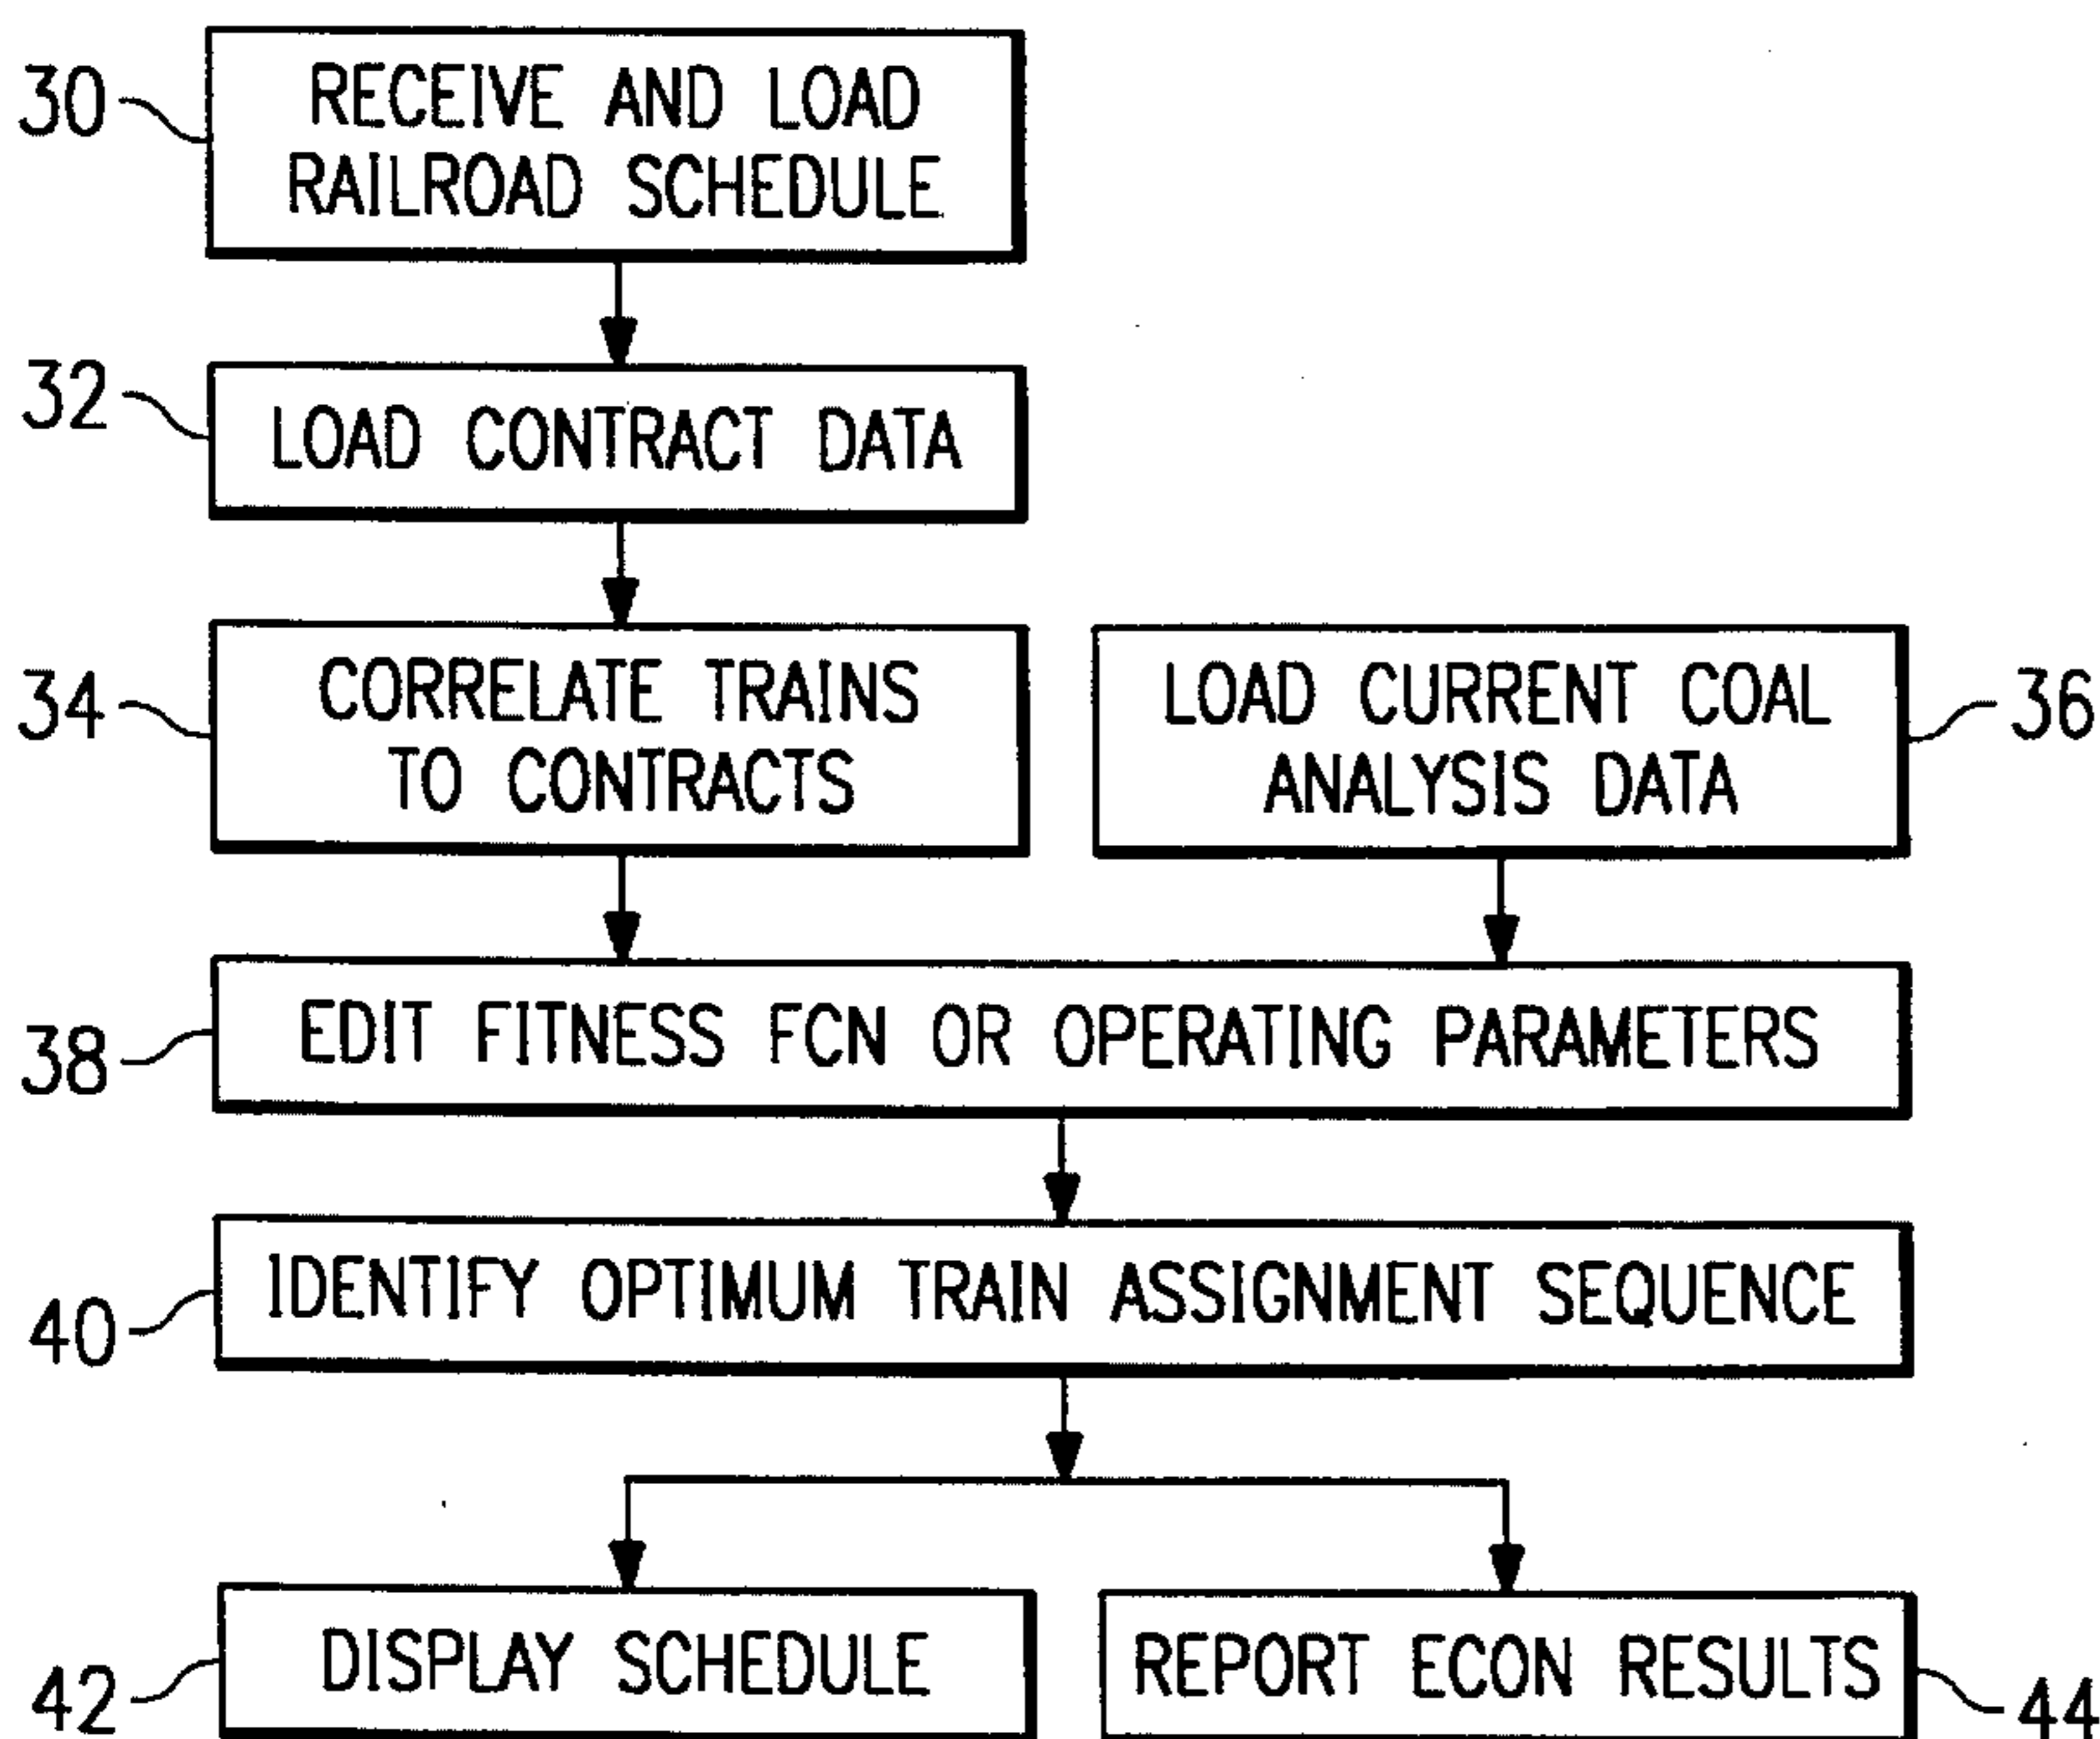 30
RECEIVE AND LOAD
RAILROAD SCHEDULE
32
LOAD CONTRACT DATA
34
CORRELATE TRAINS
TO CONTRACTS
LOAD CURRENT COAL
ANALYSIS DATA
36
38
EDIT FITNESS FCN OR OPERATING PARAMETERS
40
IDENTIFY OPTIMUM TRAIN ASSIGNMENT SEQUENCE
42
DISPLAY SCHEDULE
REPORT ECON RESULTS
44